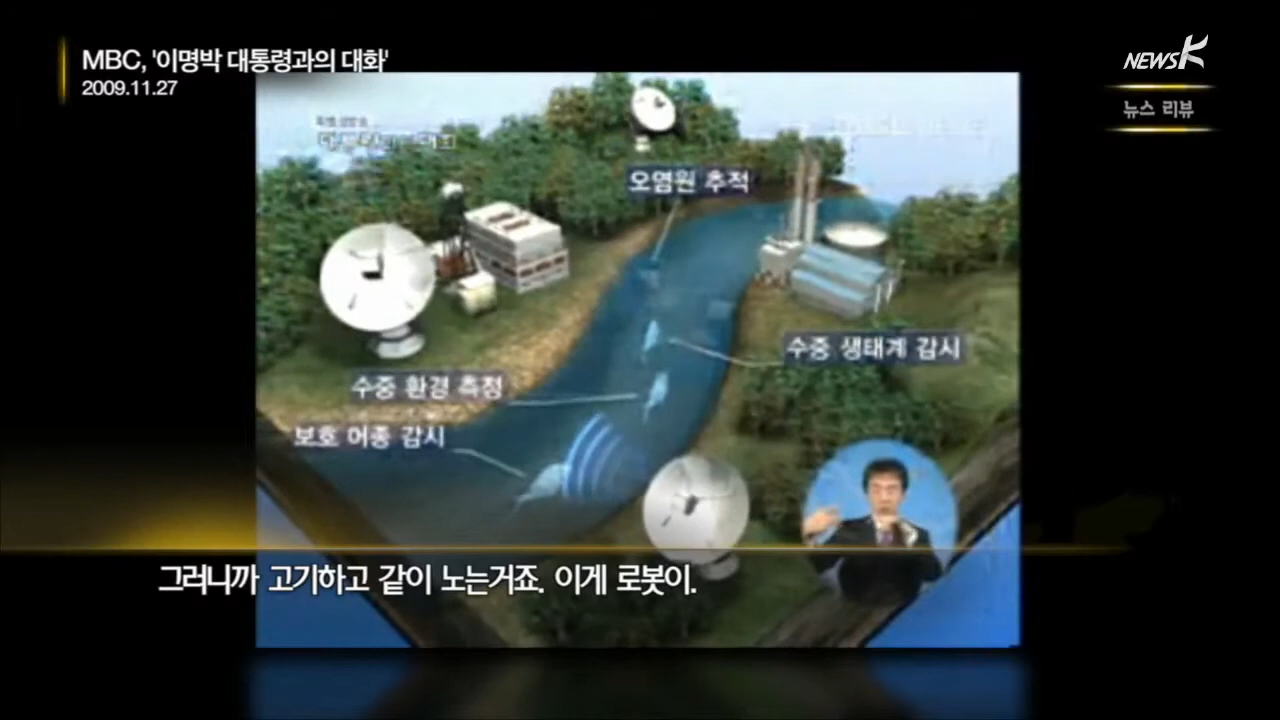 MBC, '이명박 대통령과의 대화'
2009.11.27
NEWSK
뉴스 리뷰
오염원 추적
수중 생태계 감시
수중 환경 측정
보호 어종 감시
그러니까 고기하고 같이 노는거죠. 이게 로봇이.